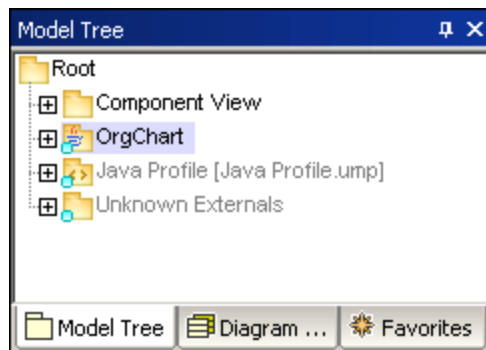 Model Tree
Root
Component View
OrgChart
Java Profile [Java Profile.ump]
Unknown Externals
Model Tree Diagram ... Favorites